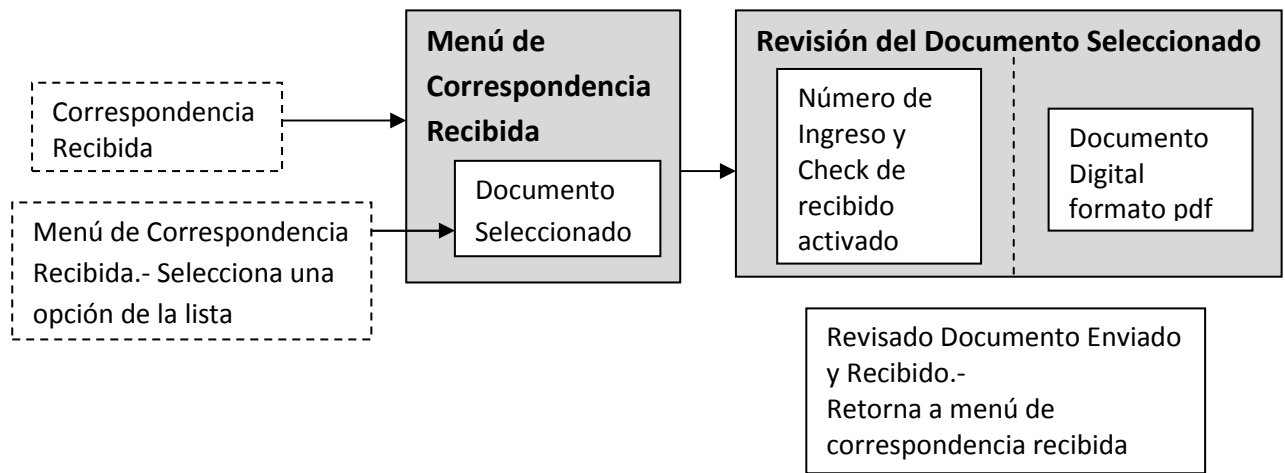 Correspondencia
Recibida
Menú de Correspondencia
Recibida.- Selecciona una
opción de la lista
Menú de
Correspondencia
Recibida
Documento
Seleccionado
Revisión del Documento Seleccionado
Número de
Ingreso y
Check de
recibido
activado
Documento
Digital
formato pdf
Revisado Documento Enviado
y Recibido.-
Retorna a menú de
correspondencia recibida